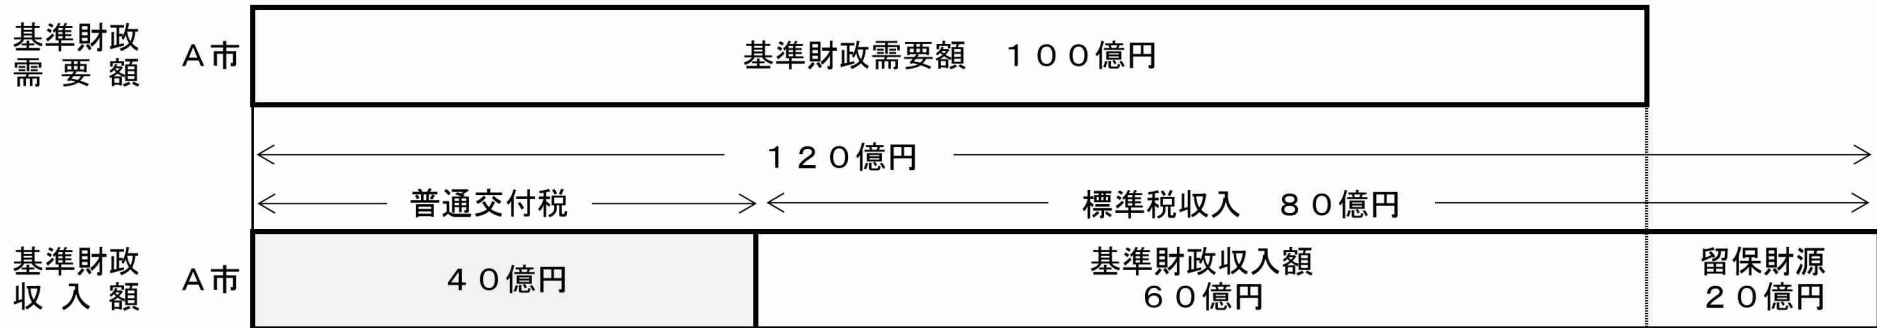 基準財政
需要額
A市
基準財政需要額　100億円
120億円
普通交付税
標準税収入　80億円
基準財政
収入額
A市
40億円
基準財政収入額
60億円
留保財源
20億円